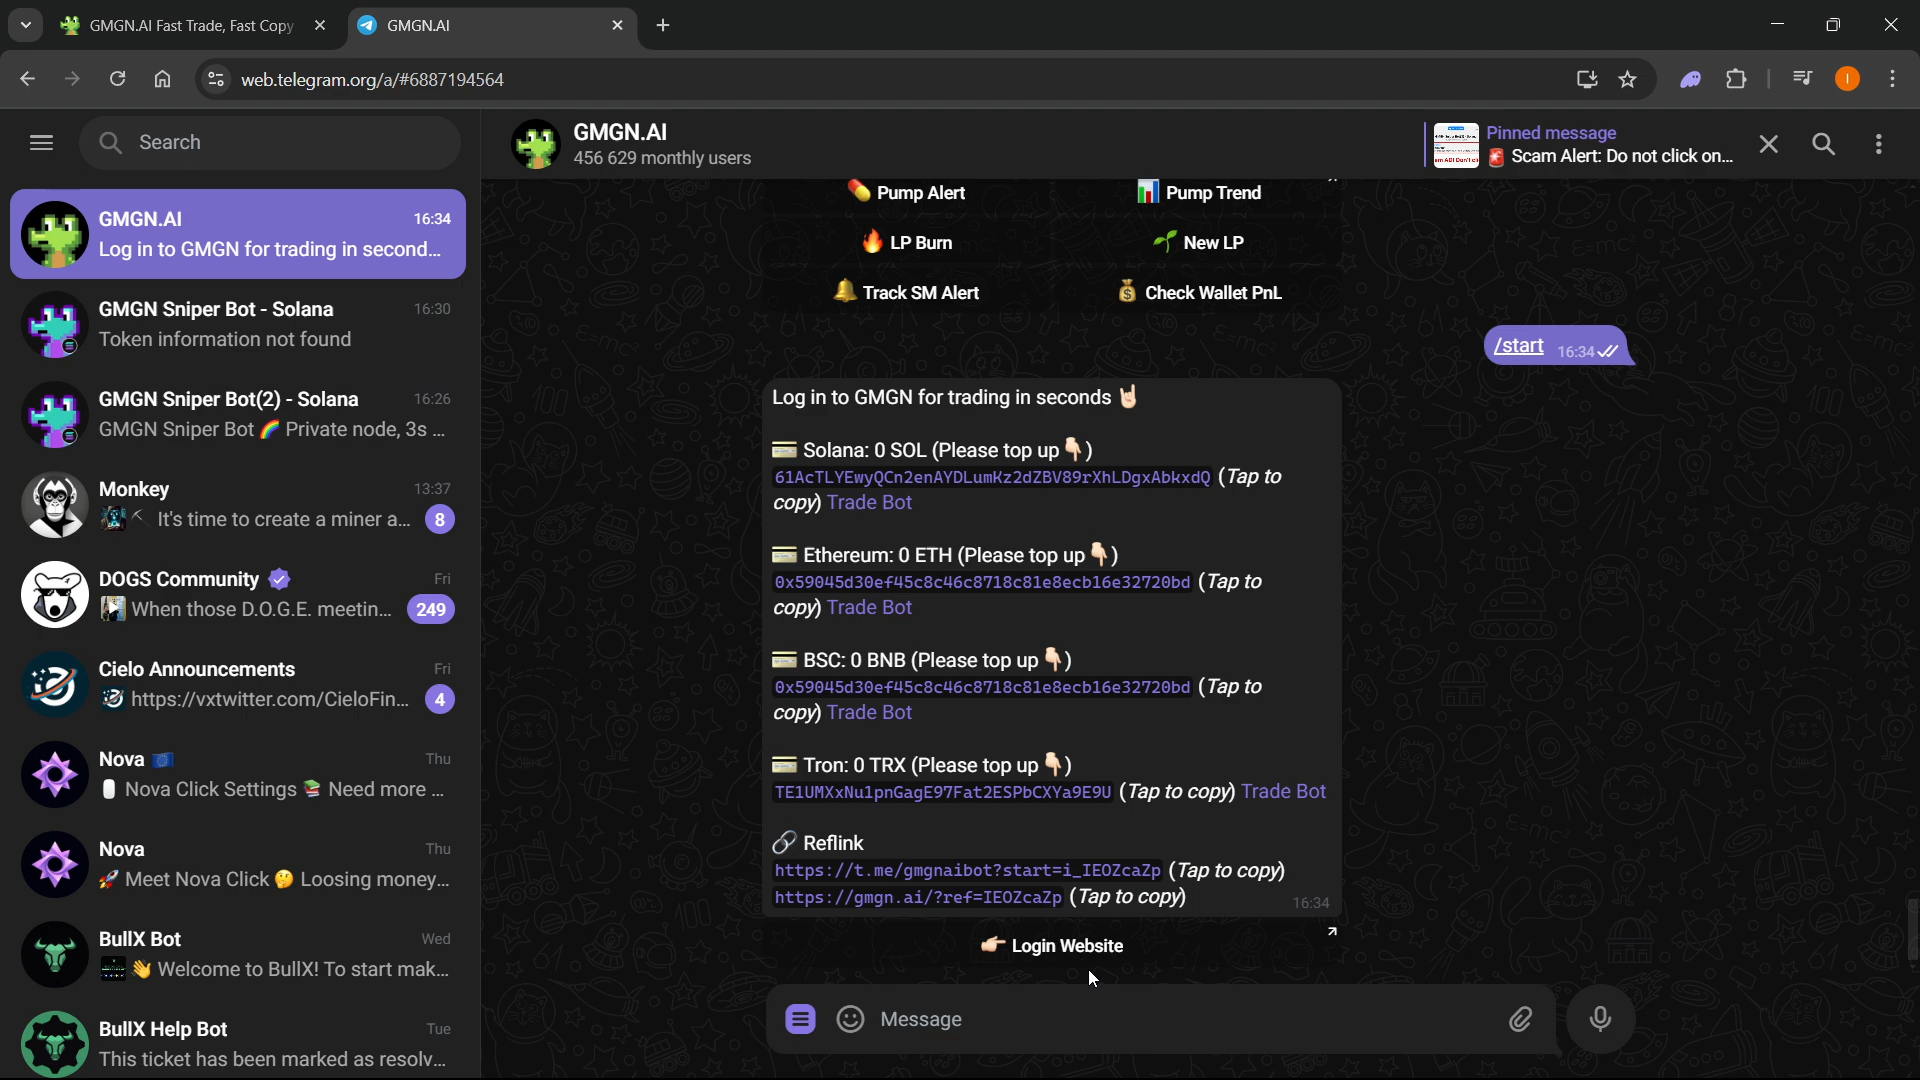 GMGN.AI Fast Trade, Fast Copy
GMGN.AI
web.telegram.org/a/#6887194564
I
Search
GMGN.AI 16:34
Log in to GMGN for trading in second...
GMGN Sniper Bot - Solana 16:30
Token information not found
GMGN Sniper Bot(2) - Solana 16:26
GMGN Sniper Bot 🌈 Private node, 3s ...
Monkey 13:37
It's time to create a miner a... 8
DOGS Community Fri
When those D.O.G.E. meetin... 249
Cielo Announcements Fri
https://vxtwitter.com/CieloFin... 4
Nova 🇪🇺 Thu
Nova Click Settings 📚 Need more ...
Nova Thu
🚀 Meet Nova Click 🤔 Loosing money...
BullX Bot Wed
👋 Welcome to BullX! To start mak...
BullX Help Bot Tue
This ticket has been marked as resolv...
GMGN.AI
456 629 monthly users
Pinned message
🚨 Scam Alert: Do not click on...
💊 Pump Alert
📊 Pump Trend
🔥 LP Burn
🌱 New LP
🔔 Track SM Alert
💰 Check Wallet PnL
/start 16:34
Log in to GMGN for trading in seconds 🤘🏻
💳 Solana: 0 SOL (Please top up 👇🏻)
61AcTLYEwyQCn2enAYDLumKz2dZBV89rXhLDgxAbkxdQ (Tap to
copy) Trade Bot
💳 Ethereum: 0 ETH (Please top up 👇🏻)
0x59045d30ef45c8c46c8718c81e8ecb16e32720bd (Tap to
copy) Trade Bot
💳 BSC: 0 BNB (Please top up 👇🏻)
0x59045d30ef45c8c46c8718c81e8ecb16e32720bd (Tap to
copy) Trade Bot
💳 Tron: 0 TRX (Please top up 👇🏻)
TE1UMXxNu1pnGagE97Fat2ESPbCXYa9E9U (Tap to copy) Trade Bot
🔗 Reflink
https://t.me/gmgnaibot?start=i_IEOZcaZp (Tap to copy)
https://gmgn.ai/?ref=IEOZcaZp (Tap to copy)
16:34
👉🏻 Login Website
Message